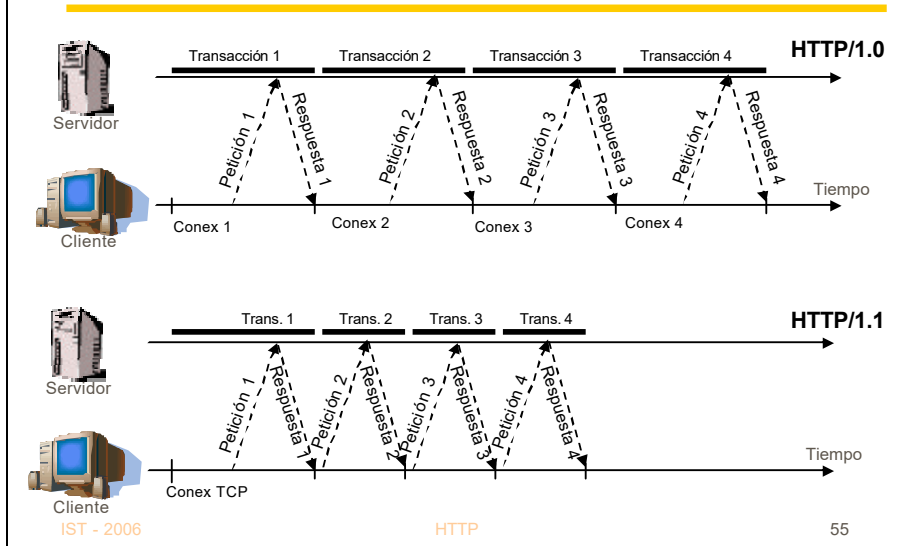 Transacción 1
Transacción 2
Transacción 3
Transacción 4
HTTP/1.0
Servidor
Petición 1
Respuesta 1
Petición 2
Respuesta 2
Petición 3
Respuesta 3
Petición 4
Respuesta 4
Tiempo
Conex 1
Conex 2
Conex 3
Conex 4
Cliente
Trans. 1
Trans. 2
Trans. 3
Trans. 4
HTTP/1.1
Servidor
Petición 1
Respuesta 1
Petición 2
Respuesta 2
Petición 3
Respuesta 3
Petición 4
Respuesta 4
Tiempo
Conex TCP
Cliente
IST - 2006
HTTP
55